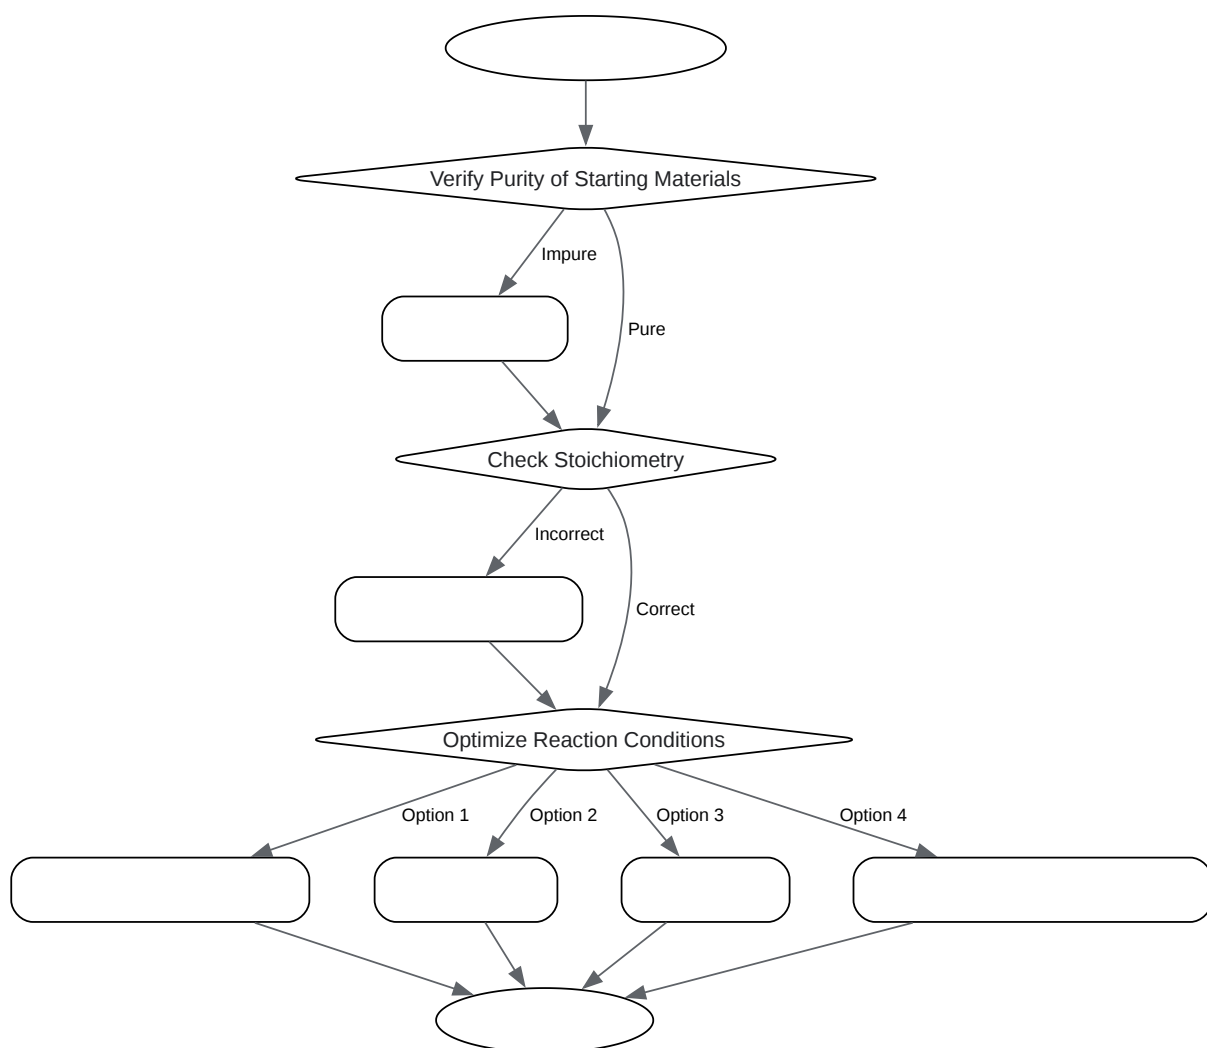 Verify Purity of Starting Materials
Impure
Pure
Check Stoichiometry
Incorrect
Correct
Optimize Reaction Conditions
Option 1
Option 2
Option 3
Option 4